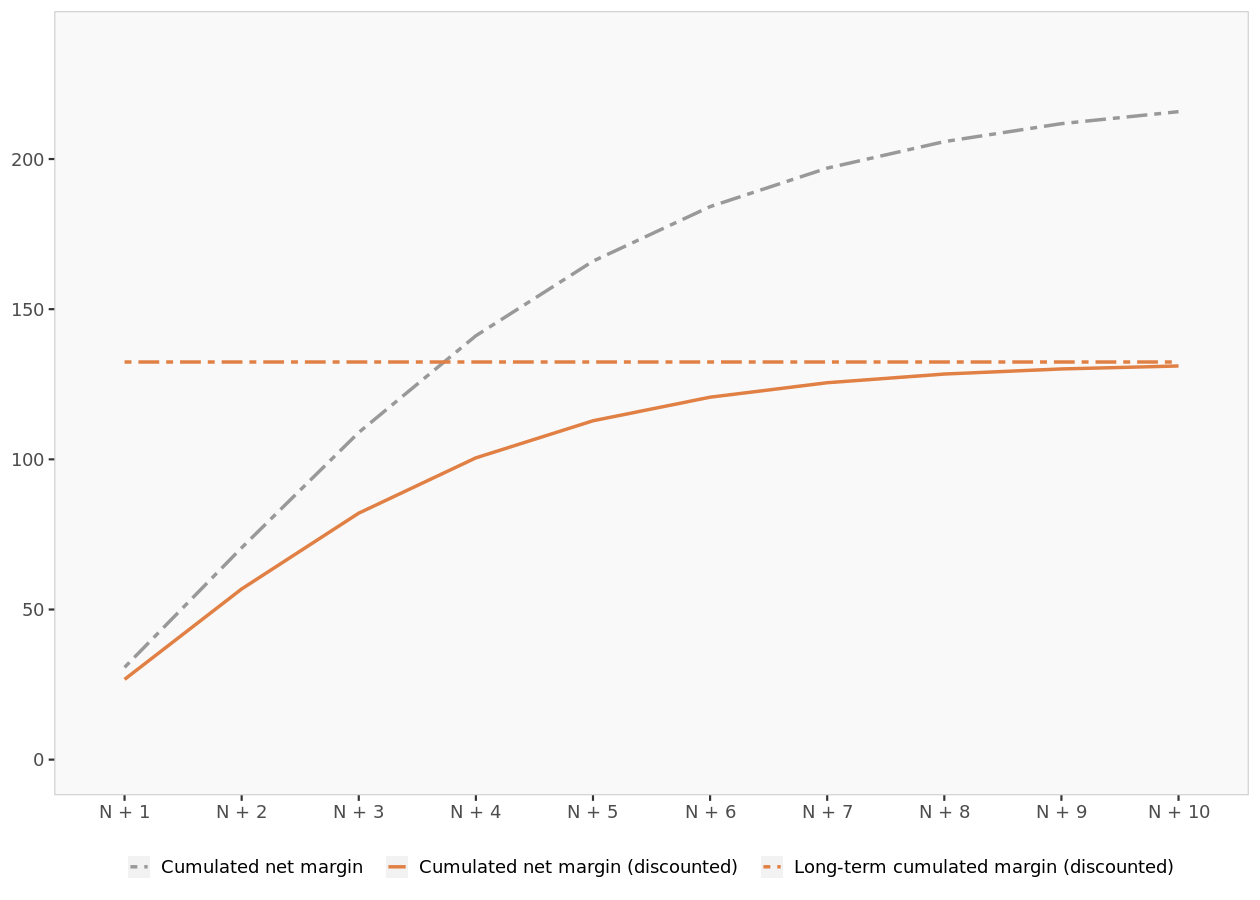 200
150
100
50
0
N + 1 N + 2 N + 3 N + 4 N + 5 N + 6 N + 7 N + 8 N + 9 N + 10
Cumulated net margin Cumulated net margin (discounted) Long-term cumulated margin (discounted)